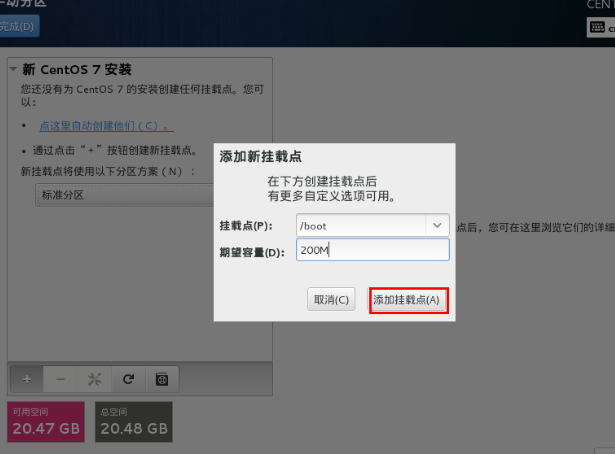 动分区
CENT
完成(D)
新 CentOS 7 安装
您还没有为 CentOS 7 的安装创建任何挂载点。您可
以：
• 点这里自动创建他们（C）。
• 通过点击“+”按钮创建新挂载点。
新挂载点将使用以下分区方案（N）：
标准分区
添加新挂载点
在下方创建挂载点后
有更多自定义选项可用。
挂载点(P): /boot
期望容量(D): 200M
取消(C) 添加挂载点(A)
点后，您可在这里浏览它们的详细
可用空间
20.47 GB
总空间
20.48 GB